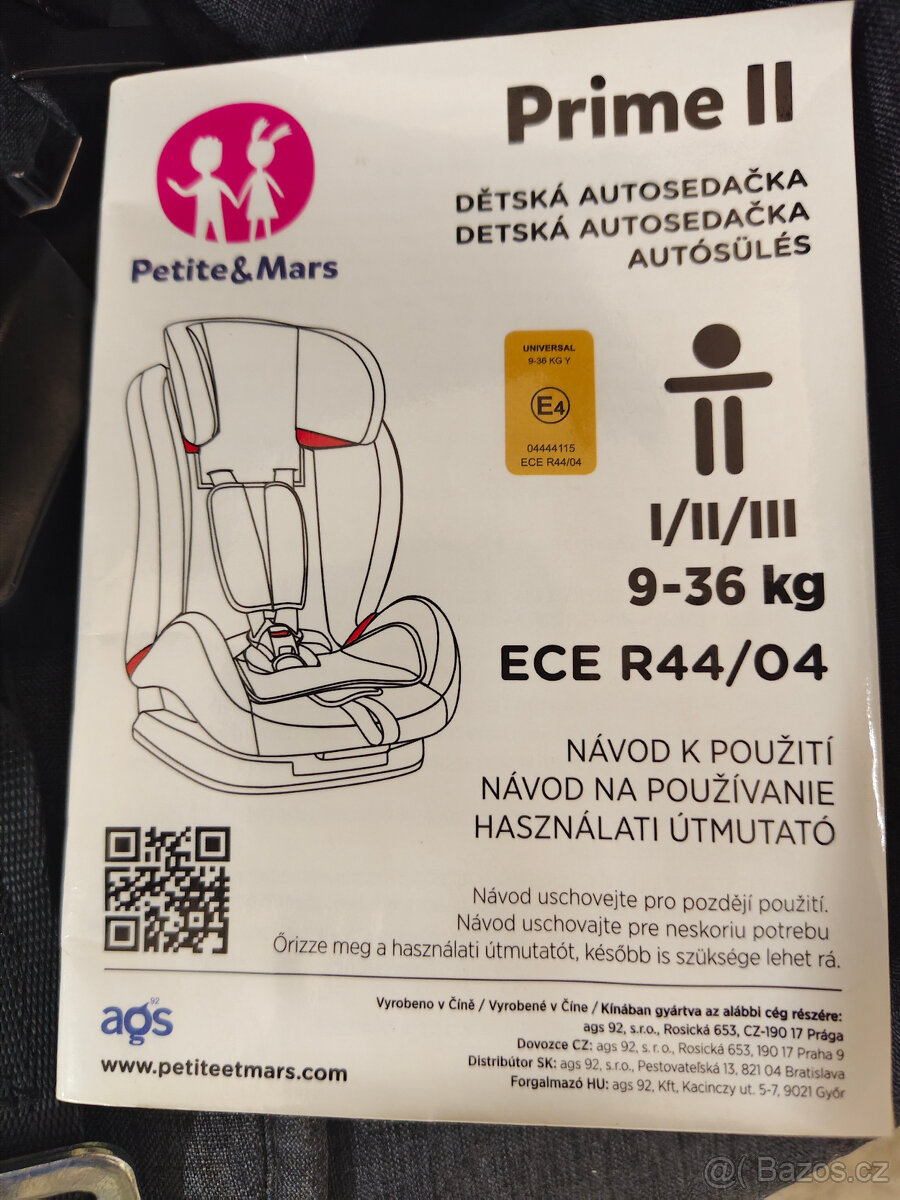 Prime II
DĚTSKÁ AUTOSEDAČKA
DETSKÁ AUTOSEDAČKA
AUTÓSÜLÉS
Petite&Mars
UNIVERSAL
9-36 KG Y
E4
04444115
ECE R44/04
I/II/III
9-36 kg
ECE R44/04
NÁVOD K POUŽITÍ
NÁVOD NA POUŽÍVANIE
HASZNÁLATI ÚTMUTATÓ
Návod uschovejte pro pozdější použití.
Návod uschovajte pre neskoriu potrebu
Őrizze meg a használati útmutatót, később is szüksége lehet rá.
ags 92
www.petiteetmars.com
Vyrobeno v Číně / Vyrobené v Číne / Kínában gyártva az alábbi cég részére:
ags 92, s.r.o., Rosická 653, CZ-190 17 Prága
Dovozce CZ: ags 92, s. r. o., Rosická 653, 190 17 Praha 9
Distribútor SK: ags 92, s.r.o., Pestovateľská 13, 821 04 Bratislava
Forgalmazó HU: ags 92, Kft, Kacinczy ut. 5-7, 9021 Győr
@( Bazos.cz